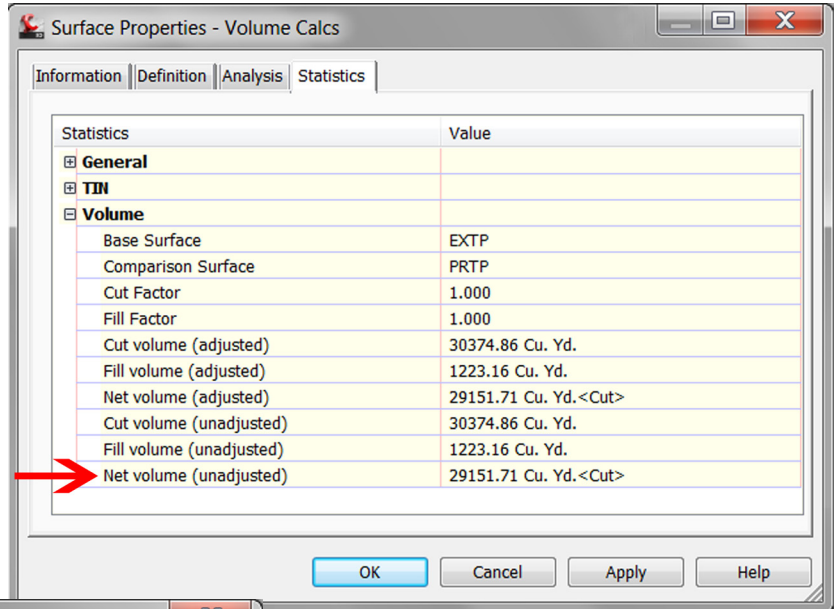 Surface Properties - Volume Calcs
Information Definition Analysis Statistics
Statistics Value
General
TIN
Volume
Base Surface EXTP
Comparison Surface PRTP
Cut Factor 1.000
Fill Factor 1.000
Cut volume (adjusted) 30374.86 Cu. Yd.
Fill volume (adjusted) 1223.16 Cu. Yd.
Net volume (adjusted) 29151.71 Cu. Yd.<Cut>
Cut volume (unadjusted) 30374.86 Cu. Yd.
Fill volume (unadjusted) 1223.16 Cu. Yd.
Net volume (unadjusted) 29151.71 Cu. Yd.<Cut>
OK Cancel Apply Help